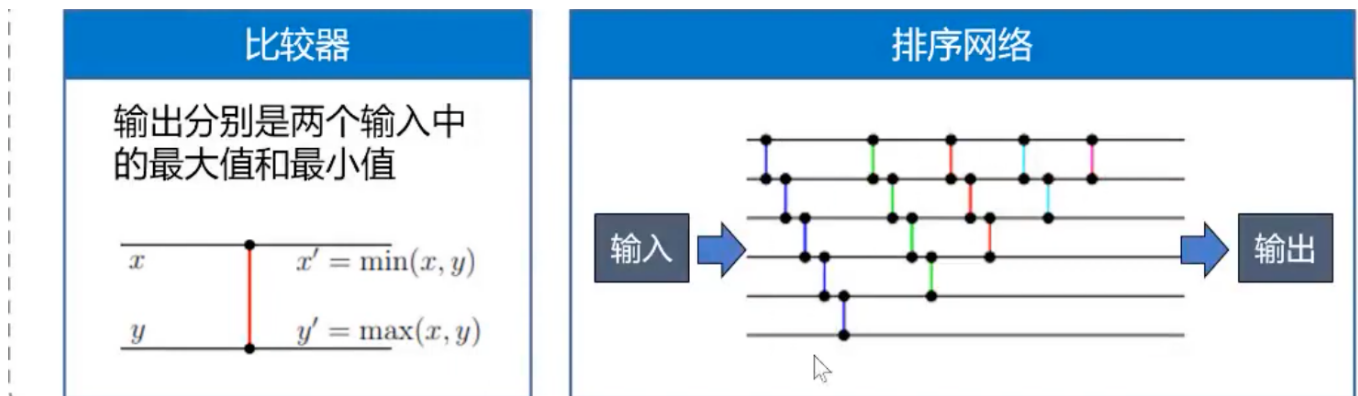 比较器
输出分别是两个输入中
的最大值和最小值
x
x′ = min(x, y)
y
y′ = max(x, y)
排序网络
输入
输出